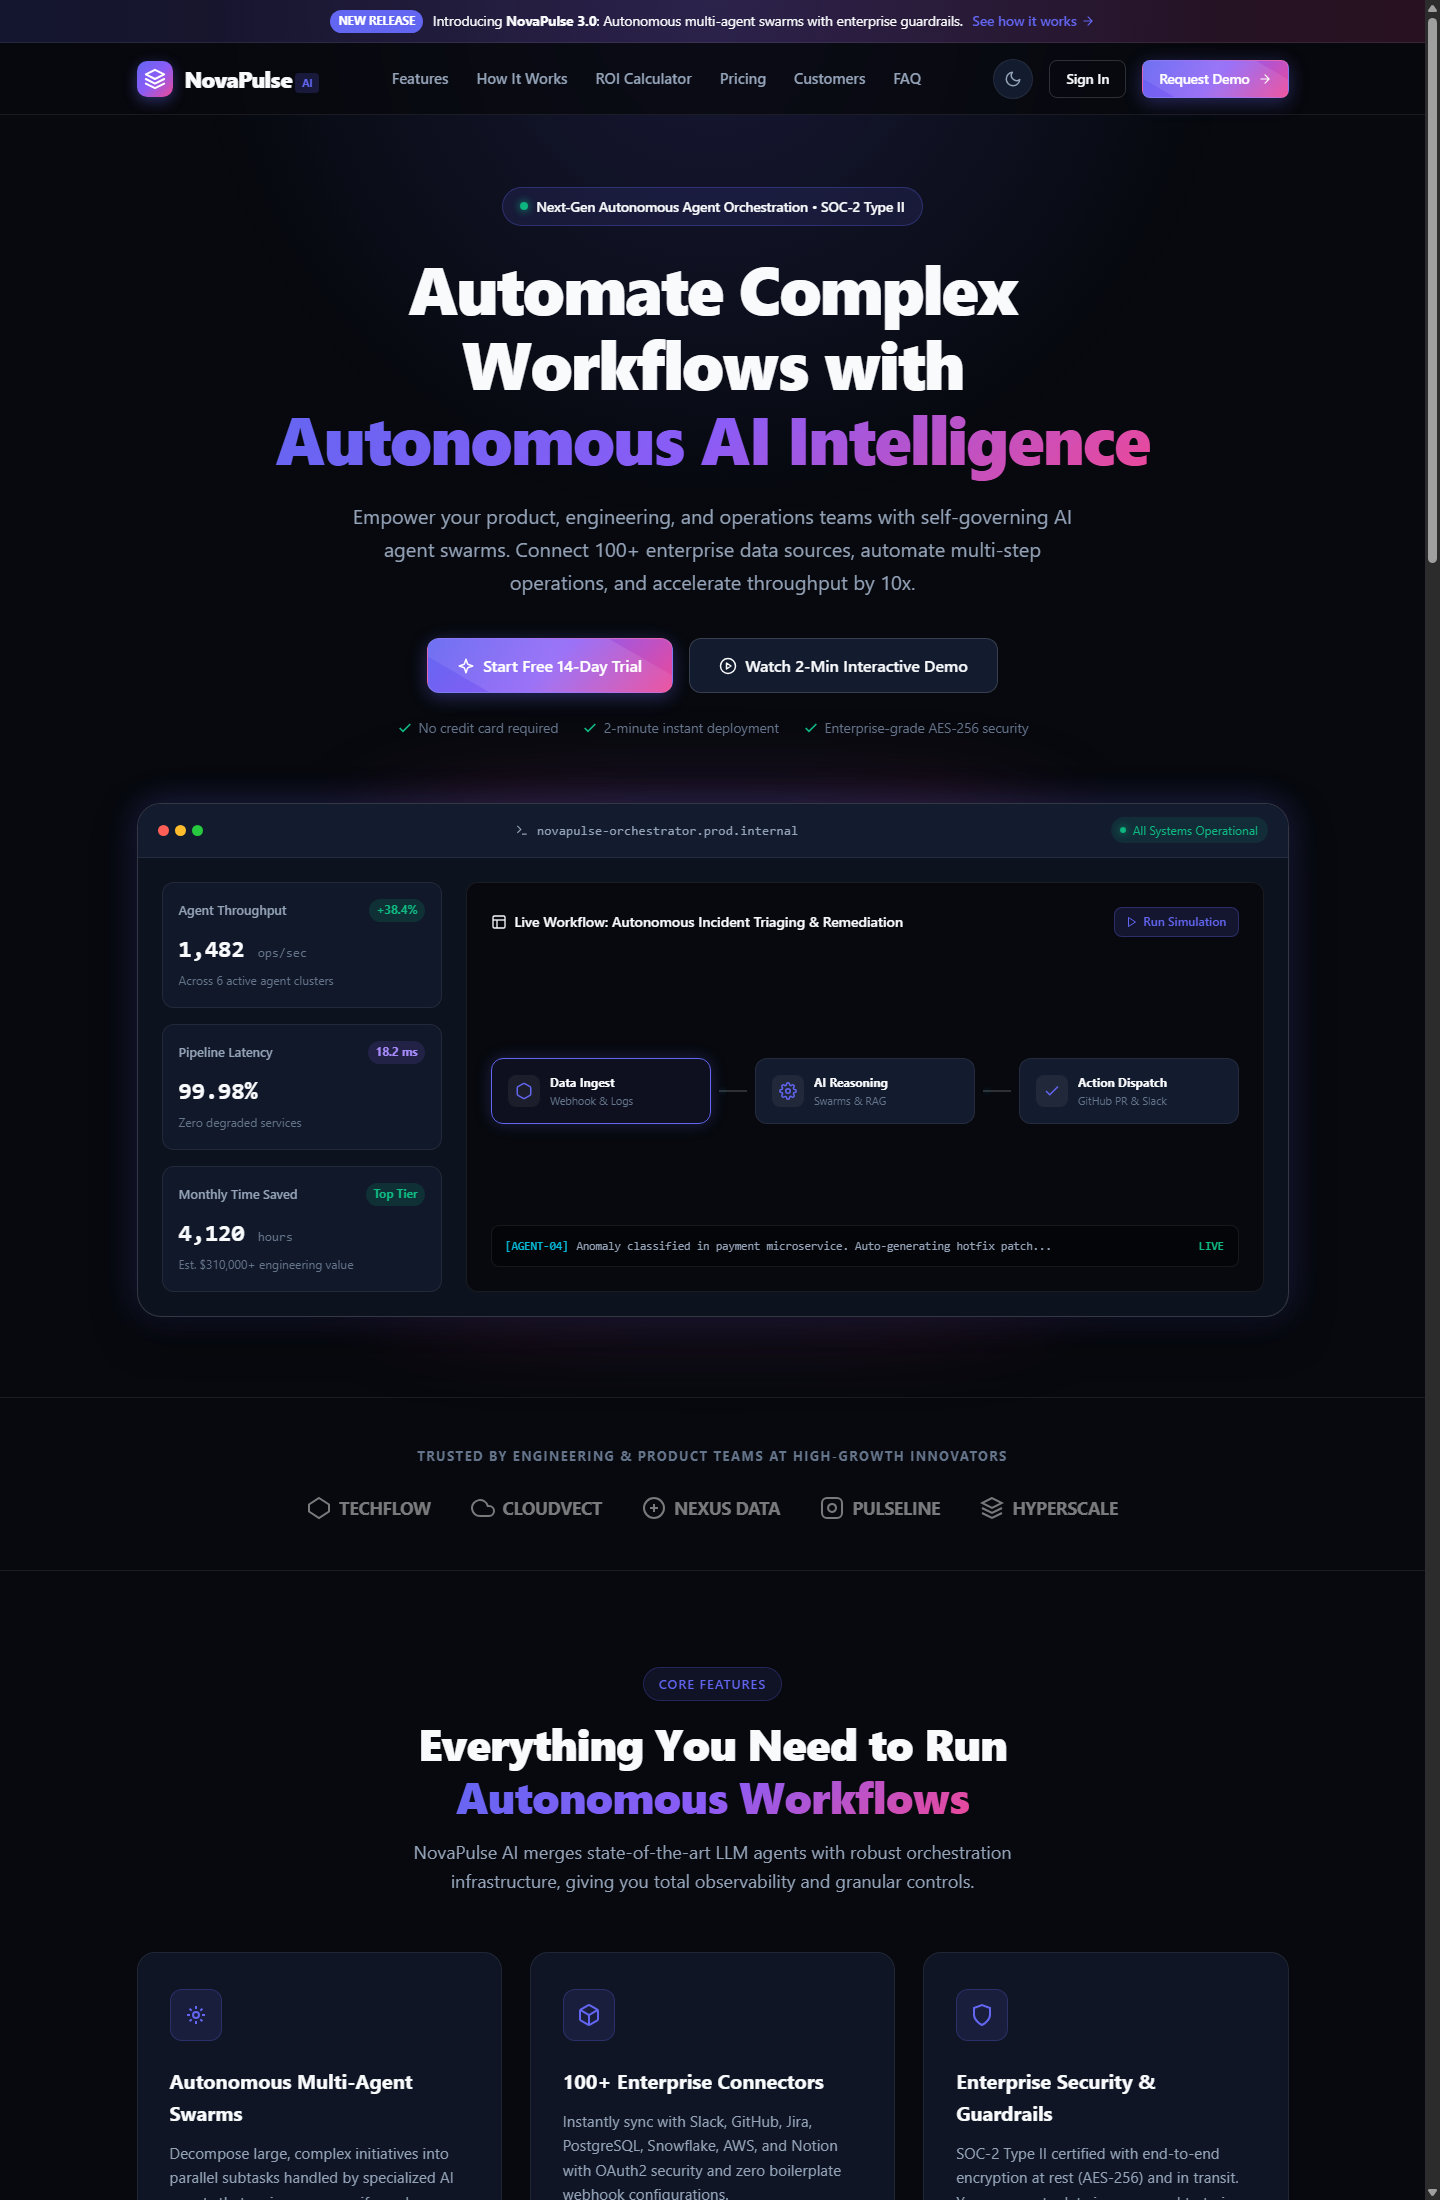 NEW RELEASE Introducing NovaPulse 3.0: Autonomous multi-agent swarms with enterprise guardrails. See how it works →
NovaPulse AI
Features
How It Works
ROI Calculator
Pricing
Customers
FAQ
Sign In
Request Demo →
Next-Gen Autonomous Agent Orchestration • SOC-2 Type II
Automate Complex
Workflows with
Autonomous AI Intelligence
Empower your product, engineering, and operations teams with self-governing AI
agent swarms. Connect 100+ enterprise data sources, automate multi-step
operations, and accelerate throughput by 10x.
Start Free 14-Day Trial
Watch 2-Min Interactive Demo
No credit card required
2-minute instant deployment
Enterprise-grade AES-256 security
novapulse-orchestrator.prod.internal
All Systems Operational
Agent Throughput
+38.4%
1,482 ops/sec
Across 6 active agent clusters
Pipeline Latency
18.2 ms
99.98%
Zero degraded services
Monthly Time Saved
Top Tier
4,120 hours
Est. $310,000+ engineering value
Live Workflow: Autonomous Incident Triaging & Remediation
Run Simulation
Data Ingest
Webhook & Logs
AI Reasoning
Swarms & RAG
Action Dispatch
GitHub PR & Slack
[AGENT-04] Anomaly classified in payment microservice. Auto-generating hotfix patch...
LIVE
TRUSTED BY ENGINEERING & PRODUCT TEAMS AT HIGH-GROWTH INNOVATORS
TECHFLOW
CLOUDVECT
NEXUS DATA
PULSELINE
HYPERSCALE
CORE FEATURES
Everything You Need to Run
Autonomous Workflows
NovaPulse AI merges state-of-the-art LLM agents with robust orchestration
infrastructure, giving you total observability and granular controls.
Autonomous Multi-Agent
Swarms
Decompose large, complex initiatives into
parallel subtasks handled by specialized AI
100+ Enterprise Connectors
Instantly sync with Slack, GitHub, Jira,
PostgreSQL, Snowflake, AWS, and Notion
with OAuth2 security and zero boilerplate
webhook configurations.
Enterprise Security &
Guardrails
SOC-2 Type II certified with end-to-end
encryption at rest (AES-256) and in transit.